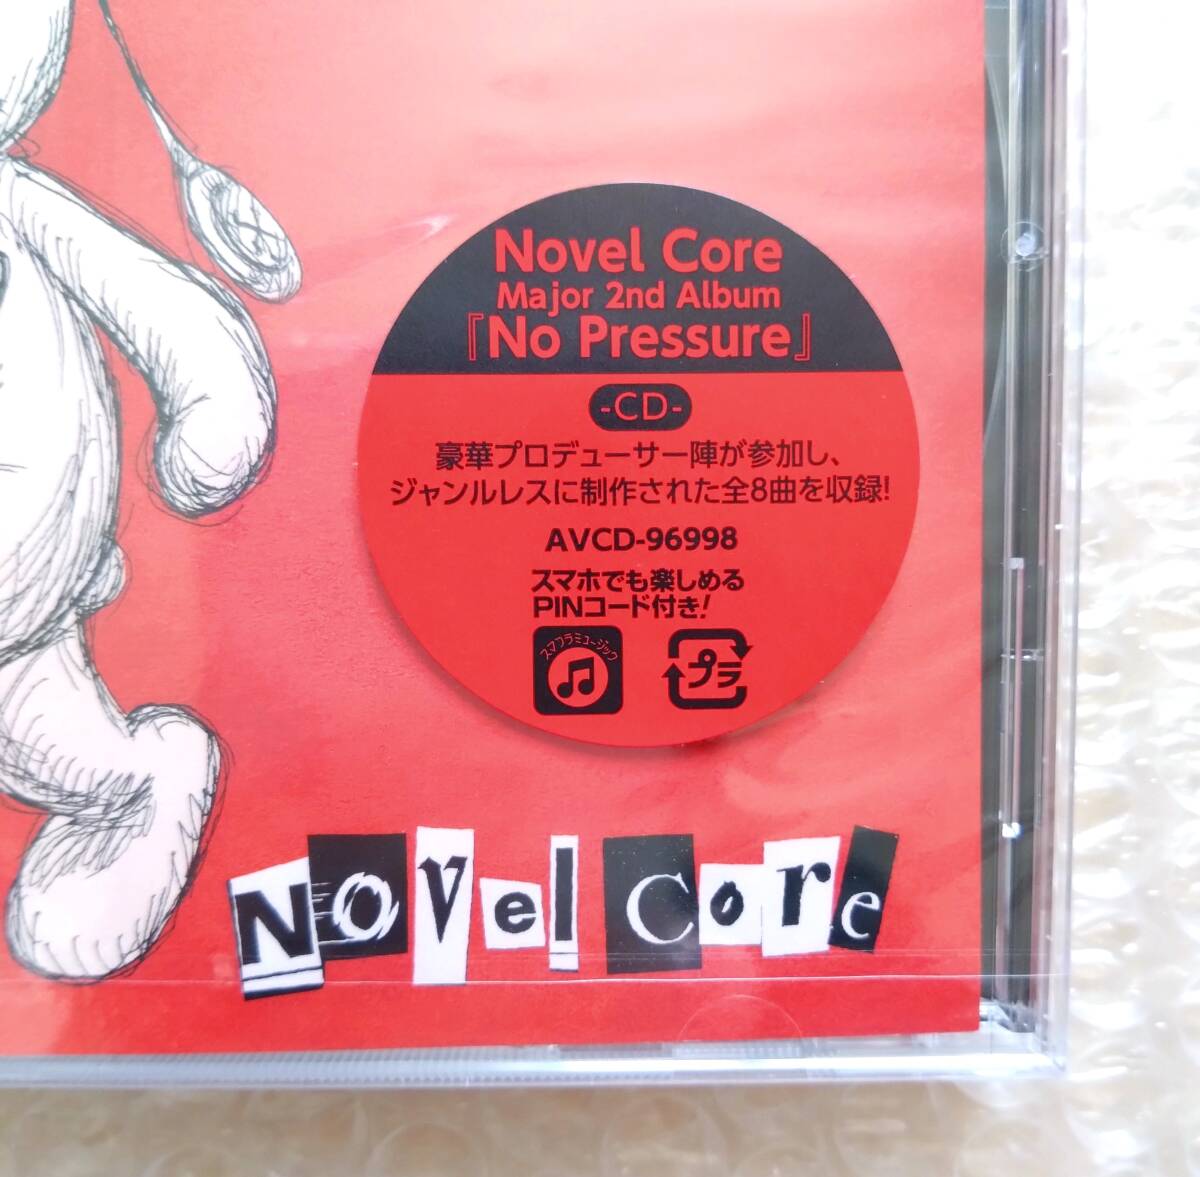 Novel Core
Major 2nd Album
『No Pressure』
-CD-
豪華プロデューサー陣が参加し、
ジャンルレスに制作された全8曲を収録!
AVCD-96998
スマホでも楽しめる
PINコード付き!
スマプラミュージック
プラ
Novel Core